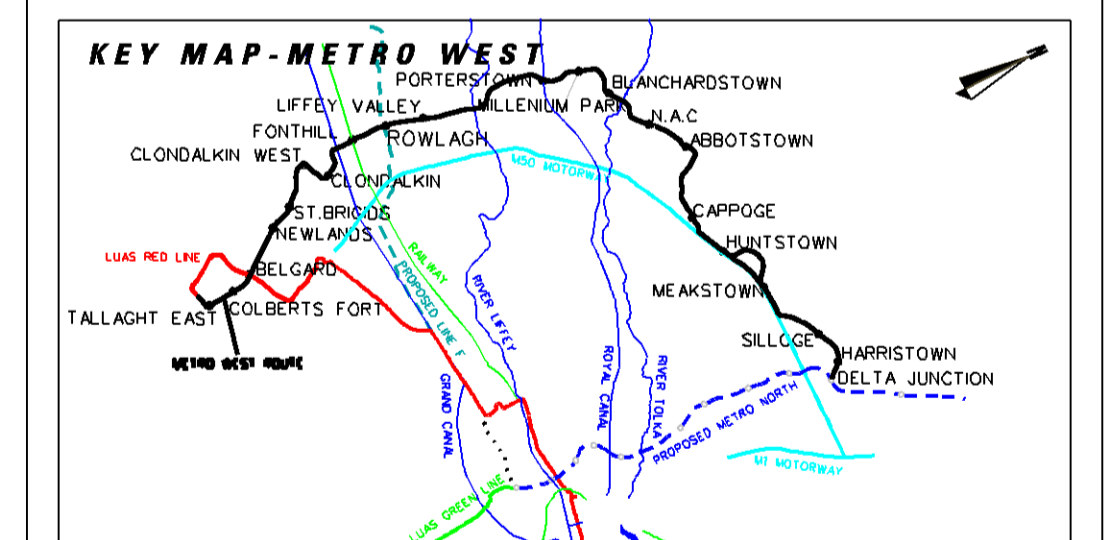 KEY MAP-METRO WEST
PORTERSTOWN
BLANCHARDSTOWN
LIFFEY VALLEY
MILLENIUM PARK
N.A.C
FONTHILL
ROWLAGH
ABBOTSTOWN
CLONDALKIN WEST
M50 MOTORWAY
CLONDALKIN
ST.BRIGIDS
CAPPOGE
NEWLANDS
HUNTSTOWN
LUAS RED LINE
RAILWAY
BELGARD
PROPOSED LINE F
RIVER LIFFEY
MEAKSTOWN
COLBERTS FORT
TALLAGHT EAST
SILLOGE
METRO WEST ROUTE
HARRISTOWN
ROYAL CANAL
RIVER TOLKA
DELTA JUNCTION
GRAND CANAL
PROPOSED METRO NORTH
M1 MOTORWAY
LUAS GREEN LINE